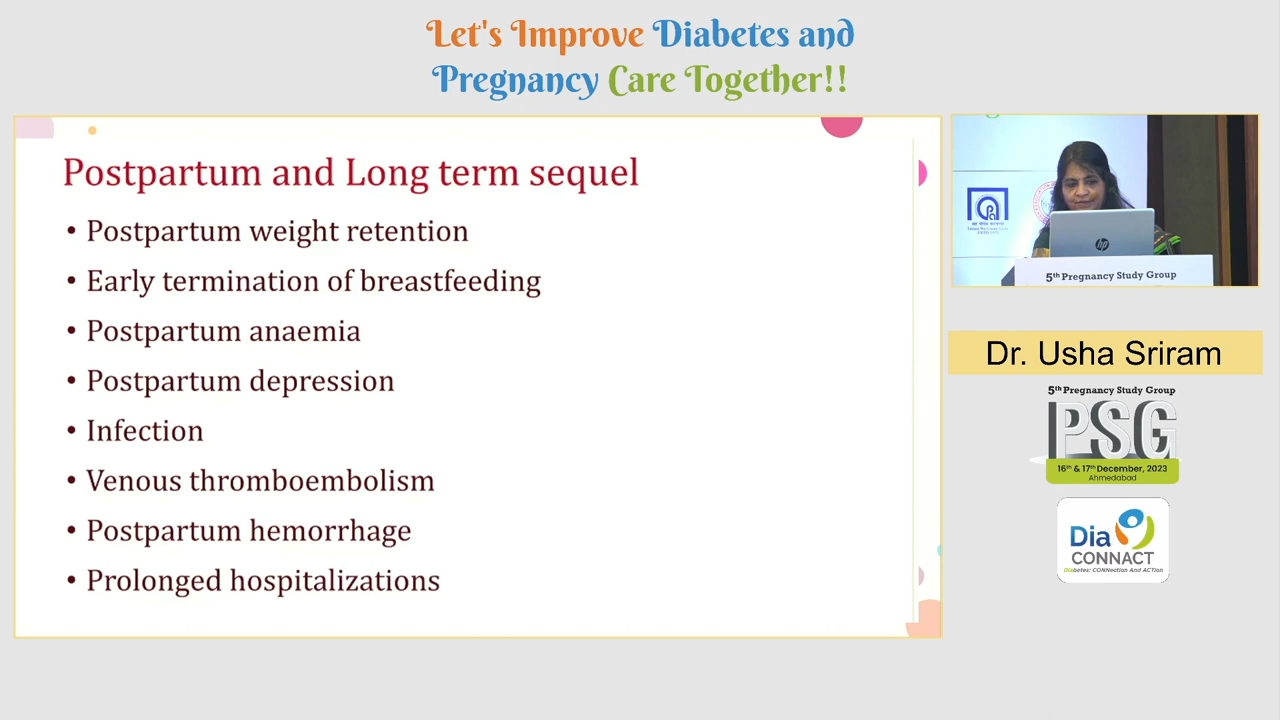 Let's Improve Diabetes and
Pregnancy Care Together!!
Postpartum and Long term sequel
• Postpartum weight retention
• Early termination of breastfeeding
• Postpartum anaemia
• Postpartum depression
• Infection
• Venous thromboembolism
• Postpartum hemorrhage
• Prolonged hospitalizations
hp
5th Pregnancy Study Group
Dr. Usha Sriram
5th Pregnancy Study Group
PSG
16th & 17th December, 2023
Ahmedabad
Dia
CONNACT
Diabetes: CONNection And ACTion